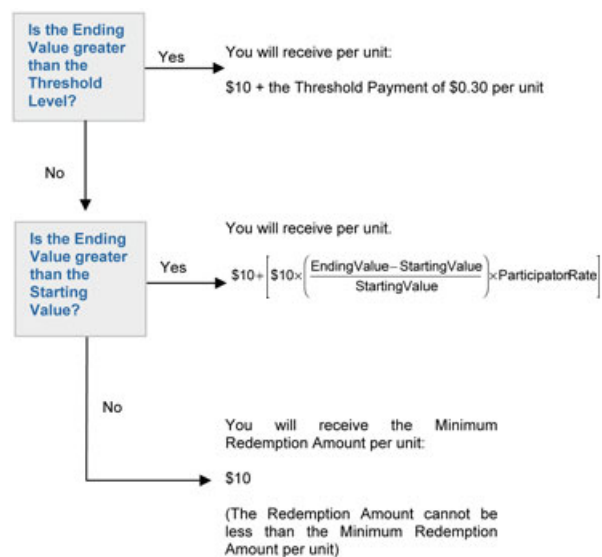 Is the Ending
Value greater
than the
Threshold
Level?
Yes
You will receive per unit:
$10 + the Threshold Payment of $0.30 per unit
No
Is the Ending
Value greater
than the
Starting
Value?
Yes
You will receive per unit.
$10+[$10×(EndingValue−StartingValue/StartingValue)×ParticipatorRate]
No
You will receive the Minimum
Redemption Amount per unit:
$10
(The Redemption Amount cannot be
less than the Minimum Redemption
Amount per unit)